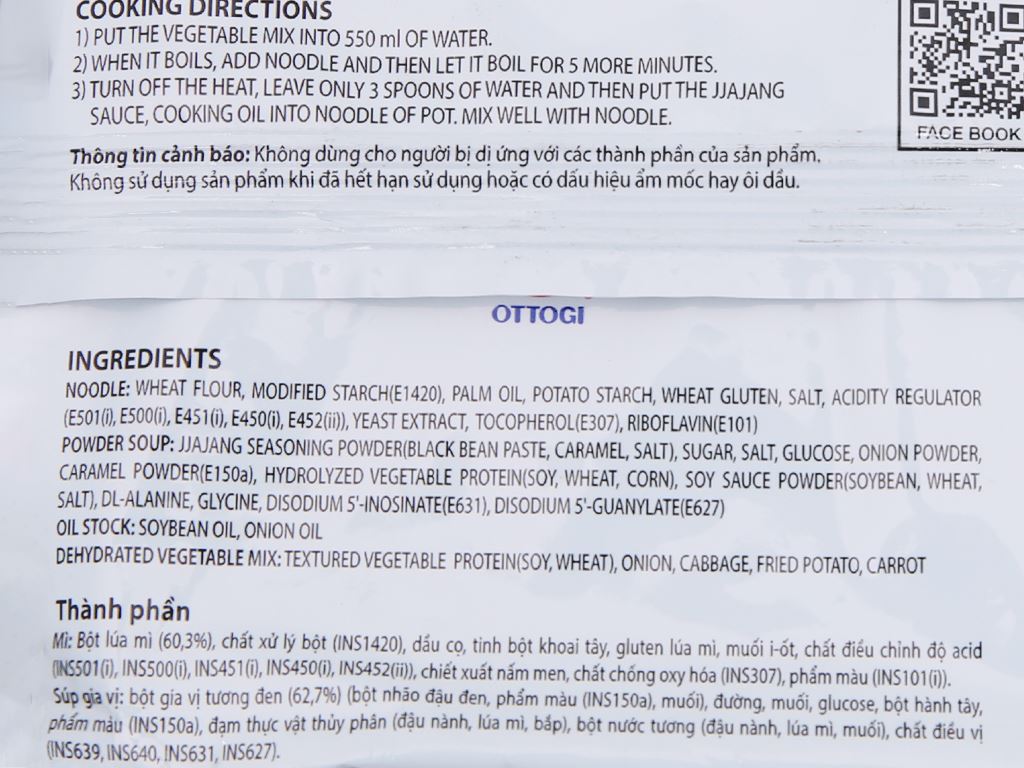 COOKING DIRECTIONS
1) PUT THE VEGETABLE MIX INTO 550 ml OF WATER.
2) WHEN IT BOILS, ADD NOODLE AND THEN LET IT BOIL FOR 5 MORE MINUTES.
3) TURN OFF THE HEAT, LEAVE ONLY 3 SPOONS OF WATER AND THEN PUT THE JJAJANG
SAUCE, COOKING OIL INTO NOODLE OF POT. MIX WELL WITH NOODLE.
FACE BOOK
Thông tin cảnh báo: Không dùng cho người bị dị ứng với các thành phần của sản phẩm.
Không sử dụng sản phẩm khi đã hết hạn sử dụng hoặc có dấu hiệu ẩm mốc hay ôi dầu.
OTTOGI
INGREDIENTS
NOODLE: WHEAT FLOUR, MODIFIED STARCH(E1420), PALM OIL, POTATO STARCH, WHEAT GLUTEN, SALT, ACIDITY REGULATOR
(E501(i), E500(i), E451(i), E450(i), E452(ii)), YEAST EXTRACT, TOCOPHEROL(E307), RIBOFLAVIN(E101)
POWDER SOUP: JJAJANG SEASONING POWDER(BLACK BEAN PASTE, CARAMEL, SALT), SUGAR, SALT, GLUCOSE, ONION POWDER,
CARAMEL POWDER(E150a), HYDROLYZED VEGETABLE PROTEIN(SOY, WHEAT, CORN), SOY SAUCE POWDER(SOYBEAN, WHEAT,
SALT), DL-ALANINE, GLYCINE, DISODIUM 5'-INOSINATE(E631), DISODIUM 5'-GUANYLATE(E627)
OIL STOCK: SOYBEAN OIL, ONION OIL
DEHYDRATED VEGETABLE MIX: TEXTURED VEGETABLE PROTEIN(SOY, WHEAT), ONION, CABBAGE, FRIED POTATO, CARROT
Thành phần
Mì: Bột lúa mì (60,3%), chất xử lý bột (INS1420), dầu cọ, tinh bột khoai tây, gluten lúa mì, muối i-ốt, chất điều chỉnh độ acid
(INS501(i), INS500(i), INS451(i), INS450(i), INS452(ii)), chiết xuất nấm men, chất chống oxy hóa (INS307), phẩm màu (INS101(i)).
Súp gia vị: bột gia vị tương đen (62,7%) (bột nhão đậu đen, phẩm màu (INS150a), muối), đường, muối, glucose, bột hành tây,
phẩm màu (INS150a), đạm thực vật thủy phân (đậu nành, lúa mì, bắp), bột nước tương (đậu nành, lúa mì, muối), chất điều vị
(INS639, INS640, INS631, INS627).